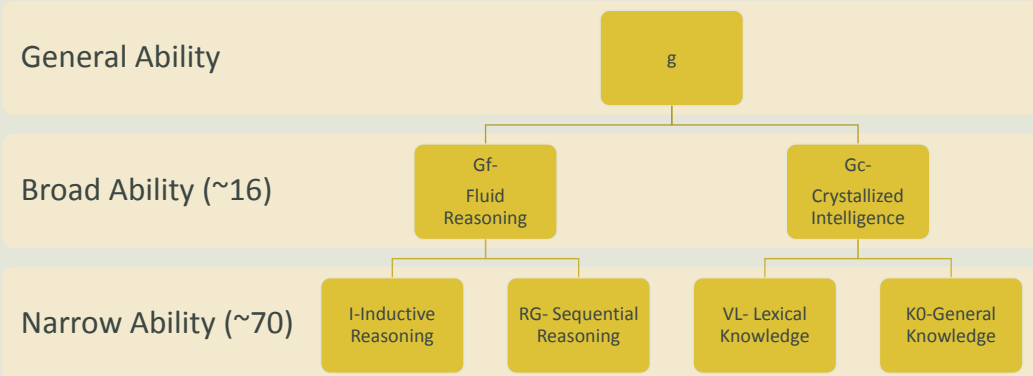 General Ability
g
Broad Ability (~16)
Gf-
Fluid
Reasoning
Gc-
Crystallized
Intelligence
Narrow Ability (~70)
I-Inductive
Reasoning
RG- Sequential
Reasoning
VL- Lexical
Knowledge
K0-General
Knowledge